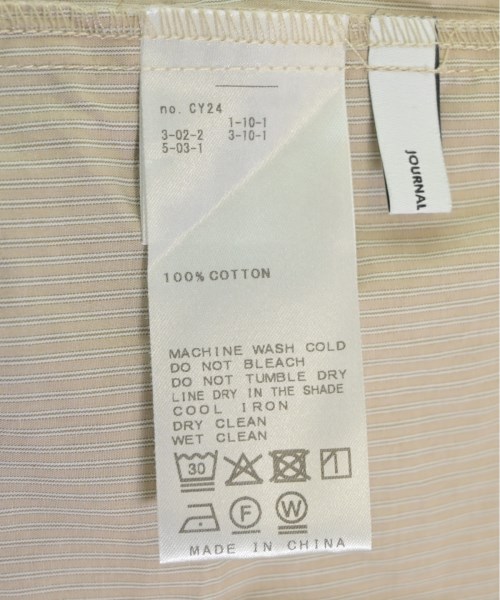 no. CY24
1-10-1
3-02-2 3-10-1
5-03-1
100% COTTON
MACHINE WASH COLD
DO NOT BLEACH
DO NOT TUMBLE DRY
LINE DRY IN THE SHADE
COOL IRON
DRY CLEAN
WET CLEAN
30
F W
MADE IN CHINA
JOURNAL